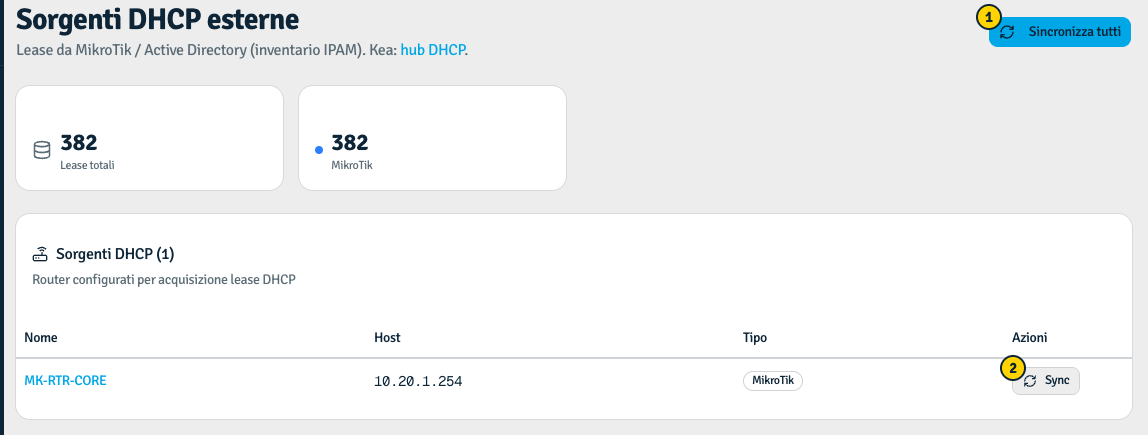 Sorgenti DHCP esterne
1
Sincronizza tutti
Lease da MikroTik / Active Directory (inventario IPAM). Kea: hub DHCP.
382
Lease totali
382
MikroTik
Sorgenti DHCP (1)
Router configurati per acquisizione lease DHCP
Nome Host Tipo Azioni
MK-RTR-CORE 10.20.1.254 MikroTik 2 Sync